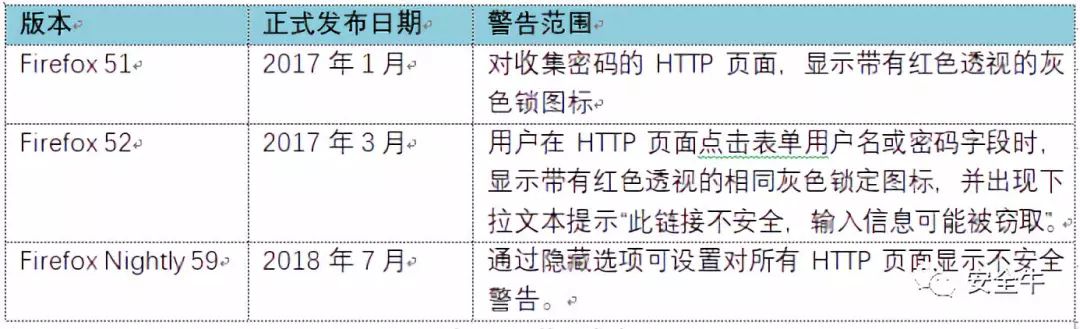 版本 正式发布日期 警告范围
Firefox 51 2017 年 1 月 对收集密码的 HTTP 页面，显示带有红色透视的灰
色锁图标
Firefox 52 2017 年 3 月 用户在 HTTP 页面点击表单用户名或密码字段时，
显示带有红色透视的相同灰色锁定图标，并出现下
拉文本提示“此链接不安全，输入信息可能被窃取”。
Firefox Nightly 59 2018 年 7 月 通过隐藏选项可设置对所有 HTTP 页面显示不安全
警告。
安全牛